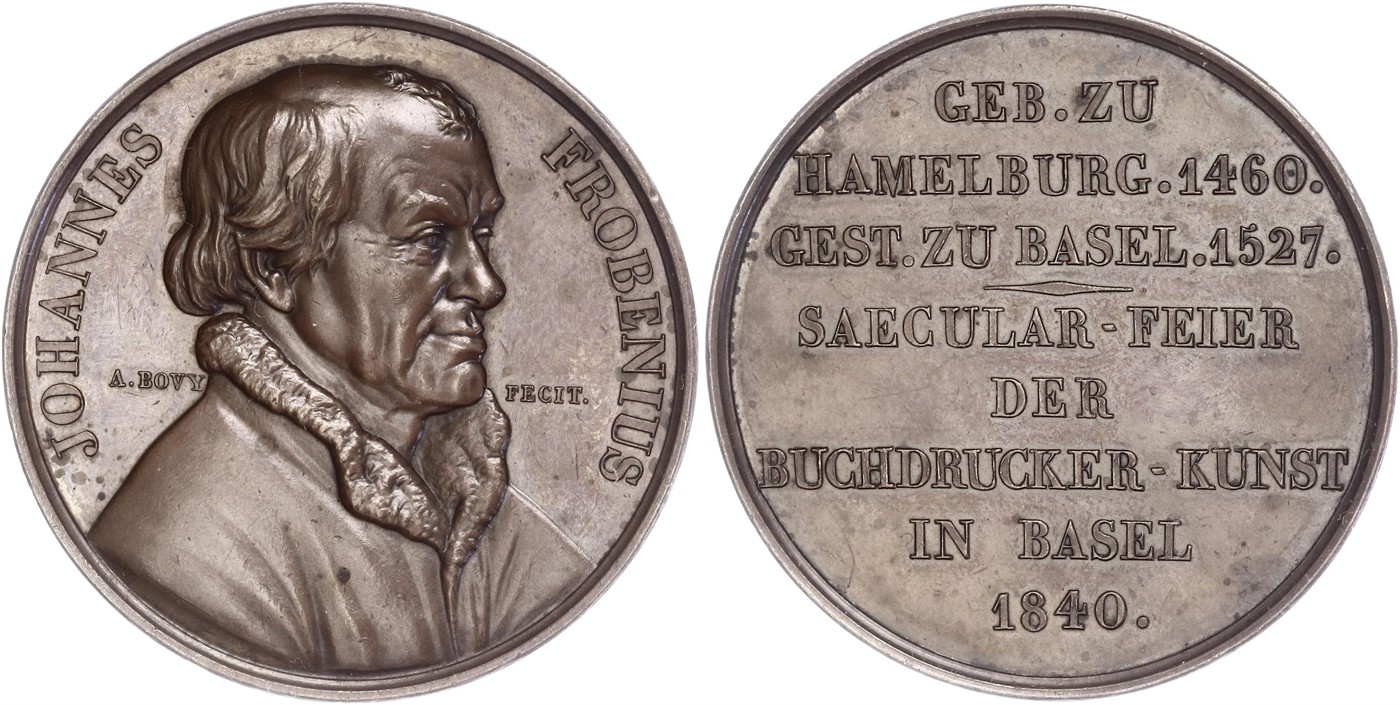 JOHANNES FROBENIUS
A. BOVY FECIT.
GEB. ZU
HAMELBURG. 1460.
GEST. ZU BASEL. 1527.
SAECULAR - FEIER
DER
BUCHDRUCKER - KUNST
IN BASEL
1840.